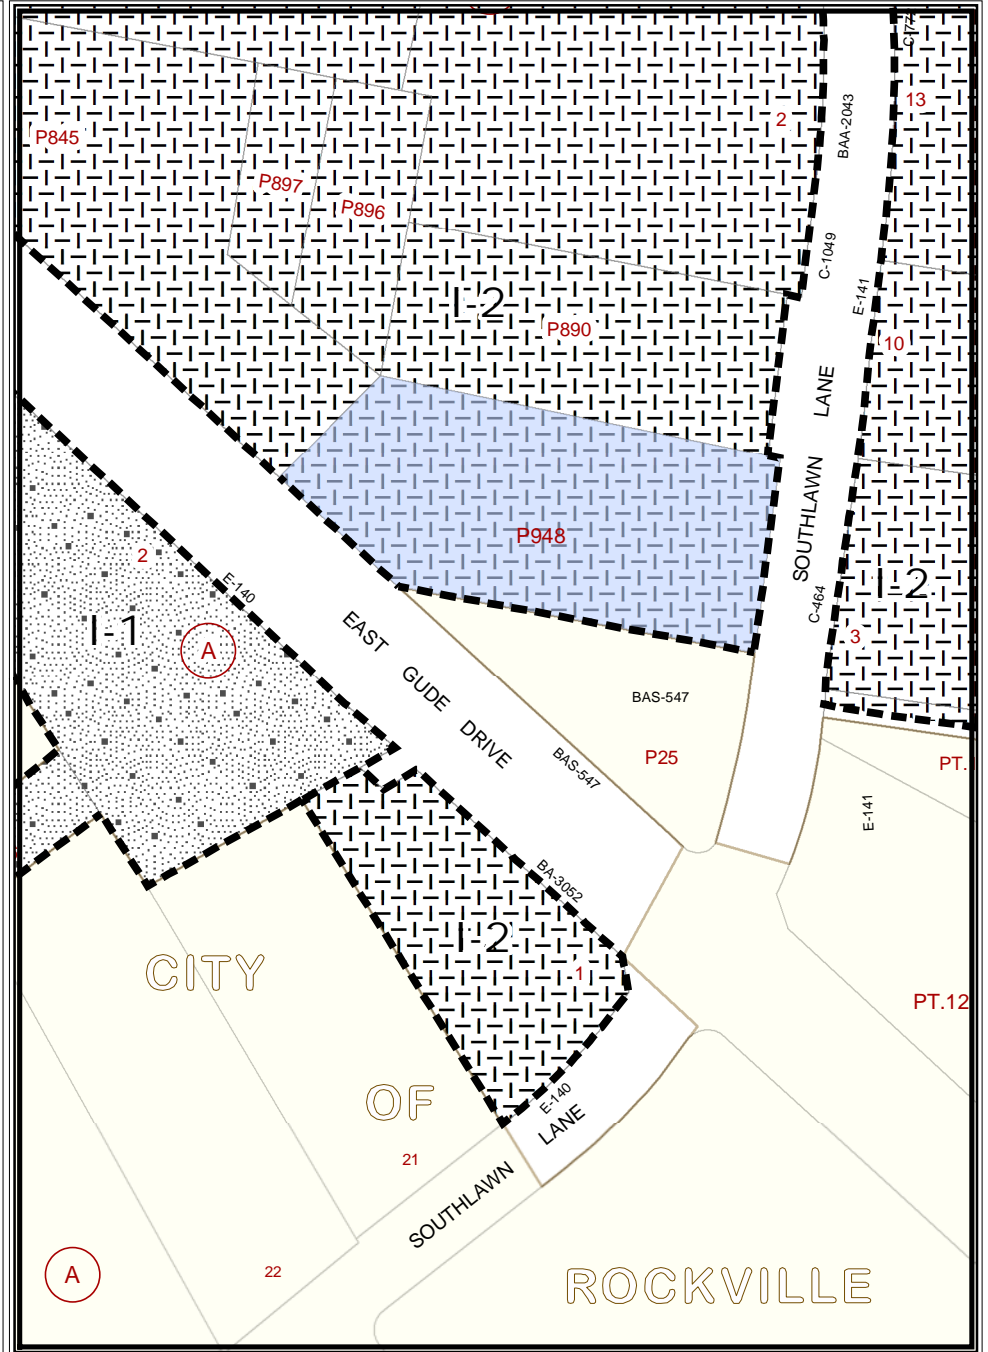 C-77
13
2
BAA-2043
P845
P897
P896
C-1049
E-141
I-2
P890
10
LANE
SOUTHLAWN
P948
2
E-140
I-2
C-464
I-1
A
EAST
GUDE
DRIVE
3
BAS-547
P25
BAS-547
PT.
E-141
BA-3052
I-2
1
CITY
PT.12
OF
E-140
LANE
21
SOUTHLAWN
22
A
ROCKVILLE